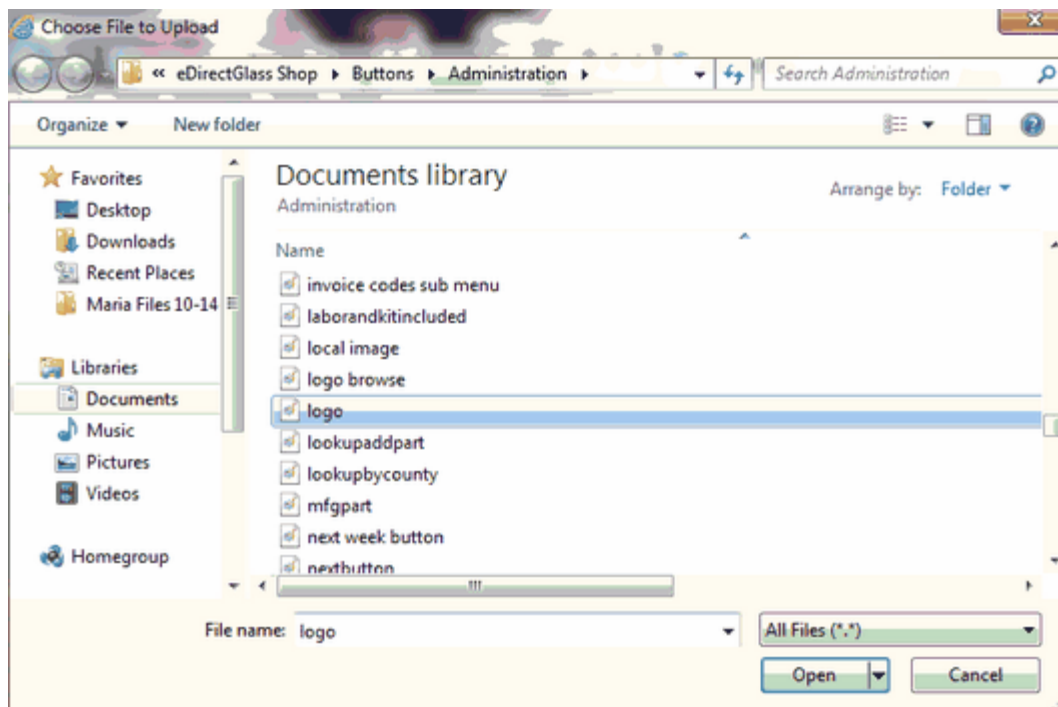 Choose File to Upload
« eDirectGlass Shop ▸ Buttons ▸ Administration ▸
Search Administration
Organize New folder
Favorites
Desktop
Downloads
Recent Places
Maria Files 10-14
Libraries
Documents
Music
Pictures
Videos
Homegroup
Documents library
Administration
Arrange by: Folder
Name
invoice codes sub menu
laborandkitincluded
local image
logo browse
logo
lookupaddpart
lookupbycounty
mfgpart
next week button
nextbutton
File name: logo
All Files (*.*)
Open Cancel